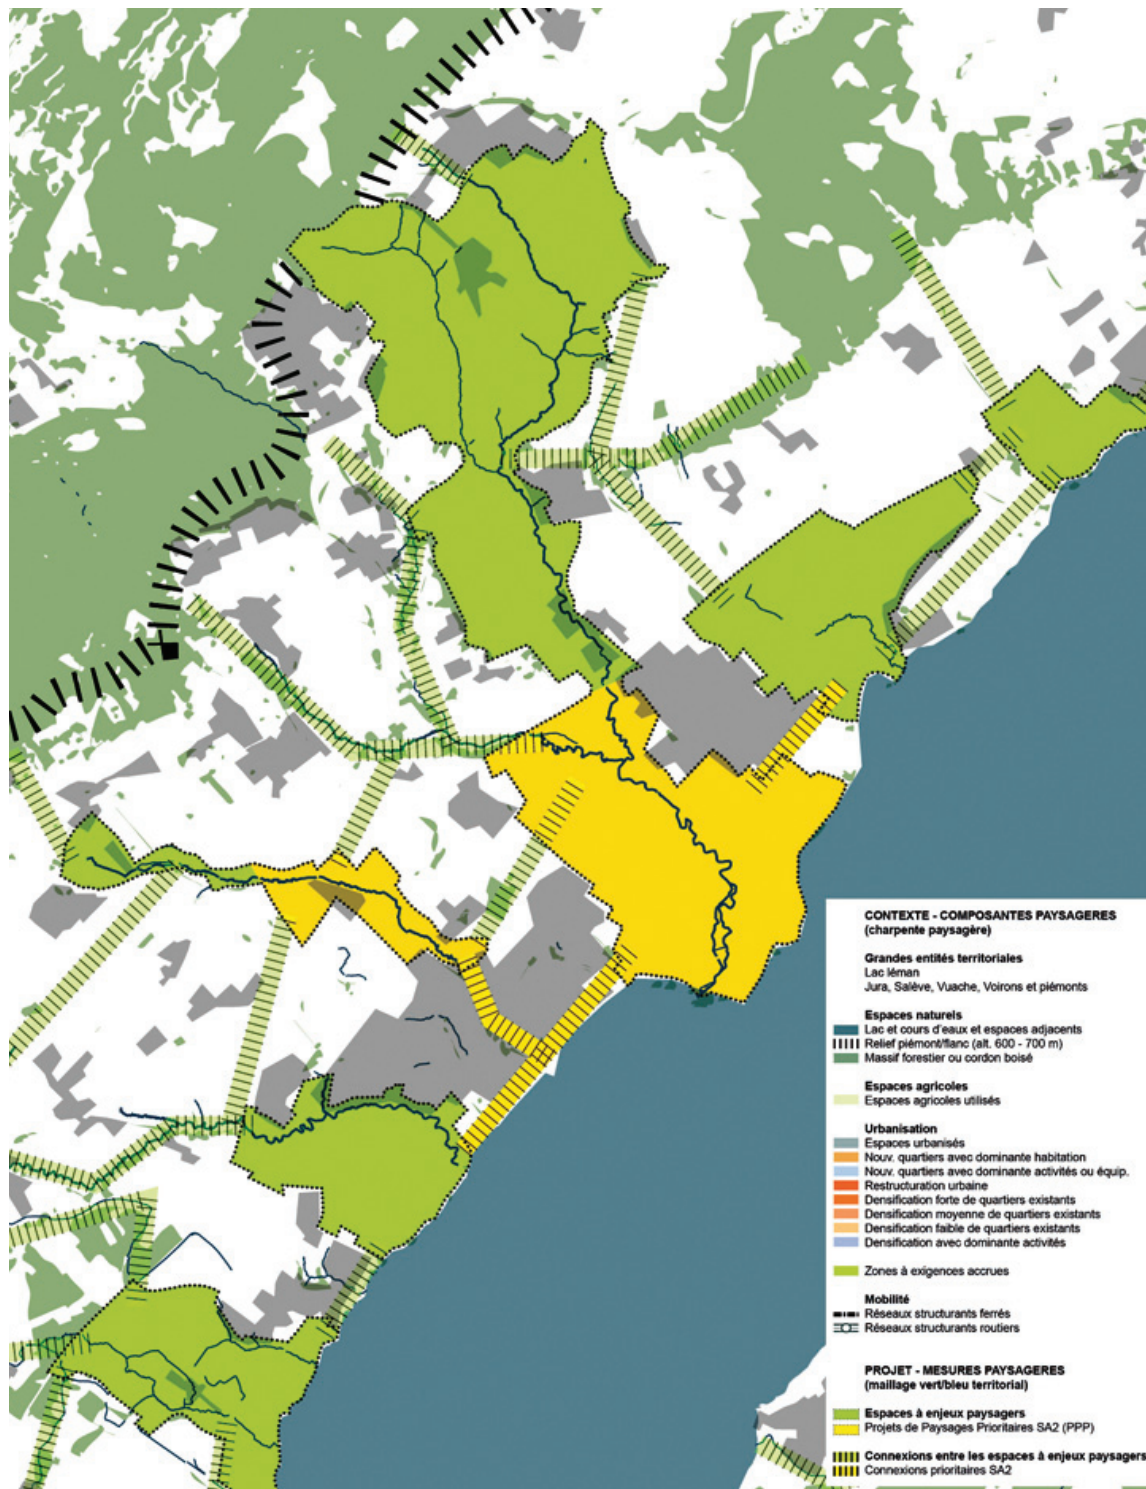 CONTEXTE - COMPOSANTES PAYSAGERES
(charpente paysagère)
Grandes entités territoriales
Lac léman
Jura, Salève, Vuache, Voirons et piémonts
Espaces naturels
Lac et cours d'eaux et espaces adjacents
Relief piémont/flanc (alt. 600 - 700 m)
Massif forestier ou cordon boisé
Espaces agricoles
Espaces agricoles utilisés
Urbanisation
Espaces urbanisés
Nouv. quartiers avec dominante habitation
Nouv. quartiers avec dominante activités ou équip.
Restructuration urbaine
Densification forte de quartiers existants
Densification moyenne de quartiers existants
Densification faible de quartiers existants
Densification avec dominante activités
Zones à exigences accrues
Mobilité
Réseaux structurants ferrés
Réseaux structurants routiers
PROJET - MESURES PAYSAGERES
(maillage vert/bleu territorial)
Espaces à enjeux paysagers
Projets de Paysages Prioritaires SA2 (PPP)
Connexions entre les espaces à enjeux paysagers
Connexions prioritaires SA2